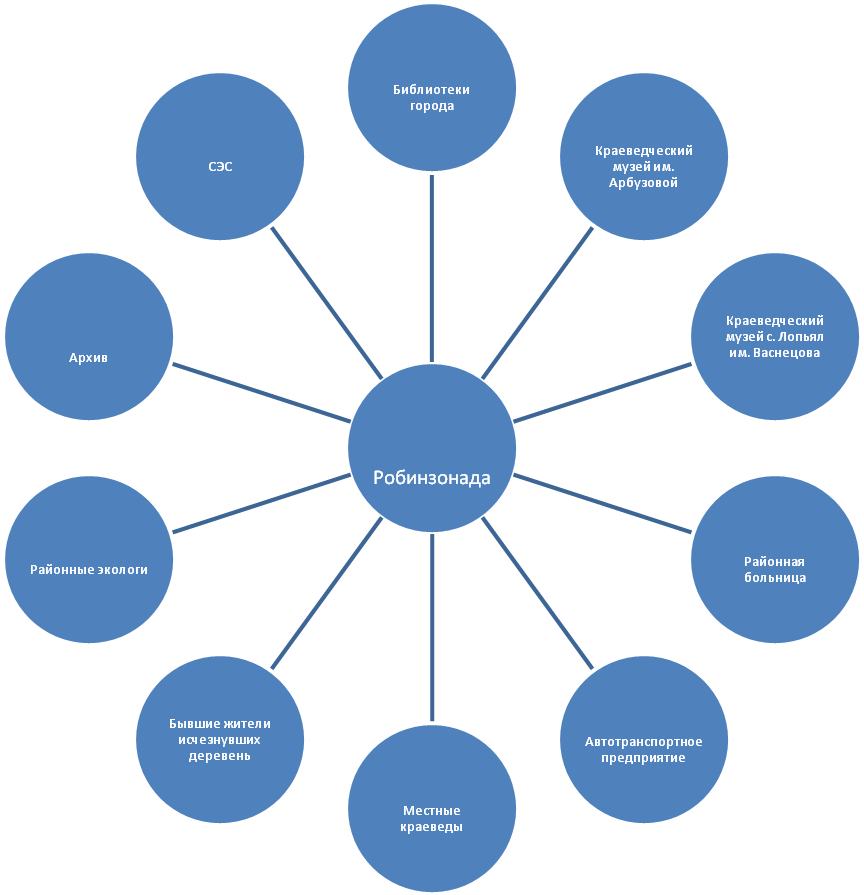 Библиотеки
города
Краеведческий
музей им.
Арбузовой
Краеведческий
музей с. Лопьял
им. Васнецова
Районная
больница
Автотранспортное
предприятие
Местные
краеведы
Бывшие жители
исчезнувших
деревень
Районные экологи
Архив
СЭС
Робинзонада